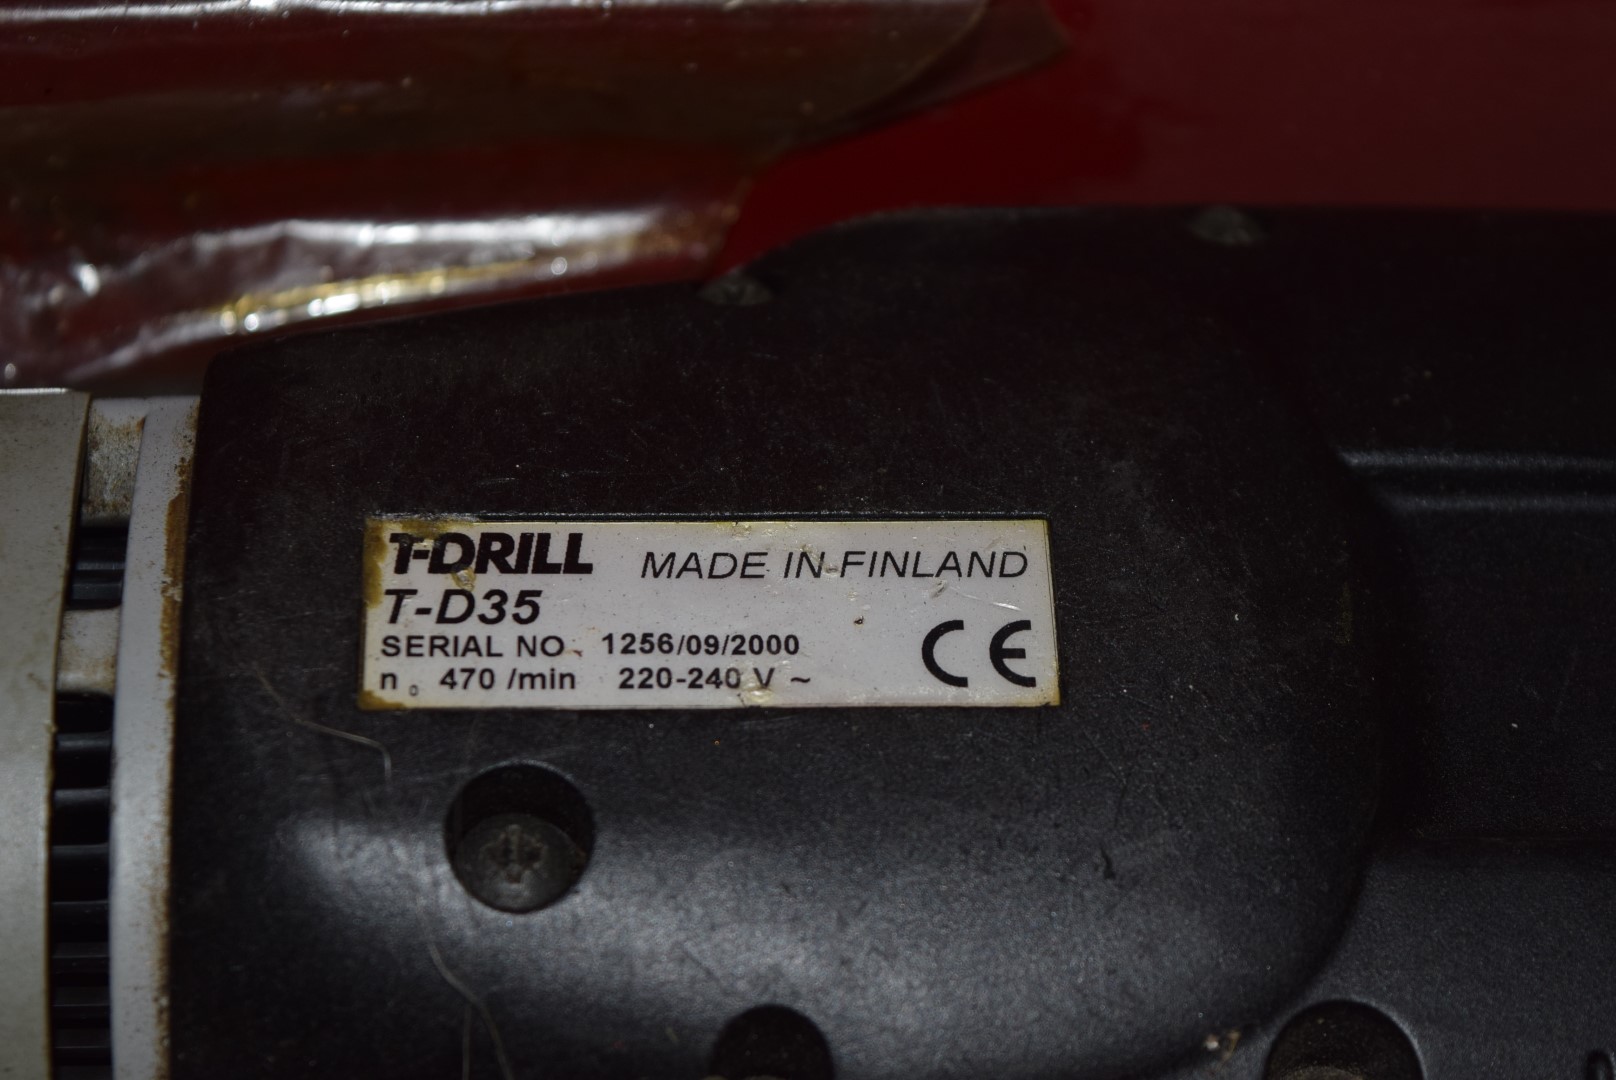 T-DRILL MADE IN FINLAND
T-D35
SERIAL NO. 1256/09/2000
n₀ 470 /min 220-240 V ~
CE